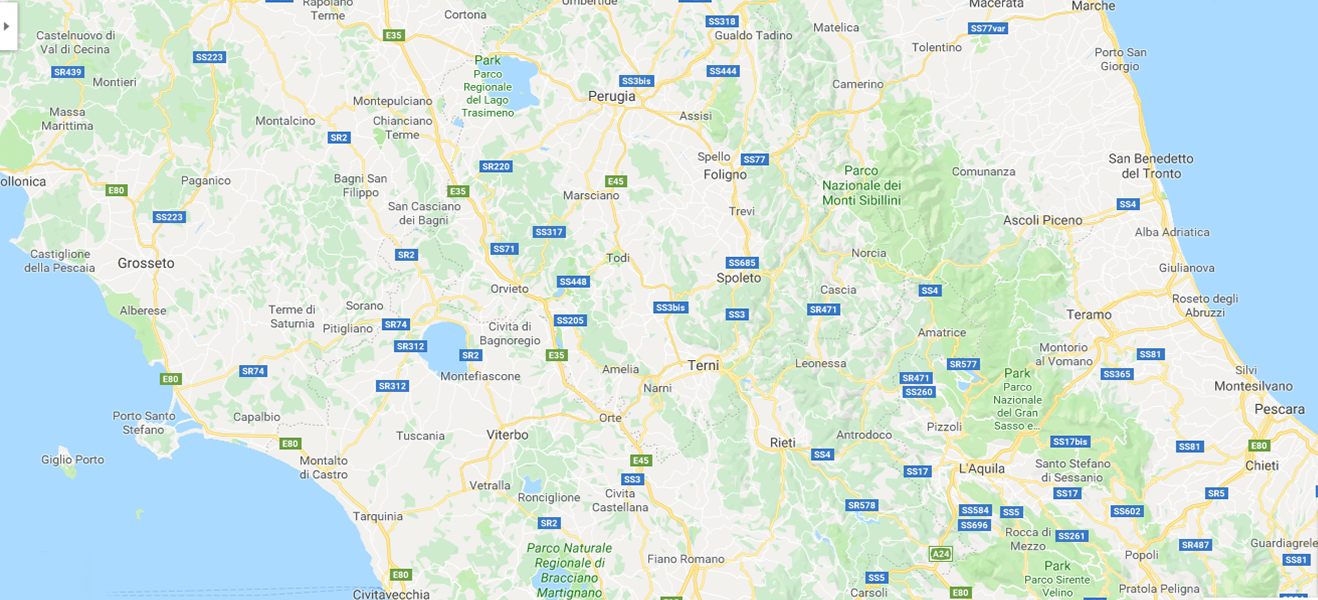 Rapolano
Terme
Cortona
Umbertide
SS318
Macerata
Marche
Castelnuovo di
Val di Cecina
E35
SS223
Gualdo Tadino
Matelica
SS77var
Tolentino
Porto San
Giorgio
SR439
Montieri
Park
Parco
Regionale
del Lago
Trasimeno
SS3bis
SS444
Camerino
Perugia
Montepulciano
Massa
Marittima
Montalcino
Chianciano
Terme
Assisi
SR2
SR220
Spello
Foligno
SS77
San Benedetto
del Tronto
ollonica
E80
Paganico
Bagni San
Filippo
E35
E45
Marsciano
Parco
Nazionale dei
Monti Sibillini
Comunanza
San Casciano
dei Bagni
SS223
Trevi
SS4
Ascoli Piceno
SS317
Alba Adriatica
Castiglione
della Pescaia
Grosseto
SR2
SS71
Todi
SS685
Spoleto
Norcia
Giulianova
Orvieto
SS448
Cascia
SS4
Alberese
Terme di
Saturnia
Sorano
SS3bis
SS3
SR471
Roseto degli
Abruzzi
Pitigliano
SR74
Civita di
Bagnoregio
SS205
Teramo
SR312
SR2
E35
Amatrice
Montorio
al Vomano
SS81
SR74
Amelia
Terni
Leonessa
SR577
SS365
E80
SR312
Montefiascone
Narni
SR471
SS260
Park
Parco
Nazionale
del Gran
Sasso e...
Silvi
Montesilvano
Porto Santo
Stefano
Capalbio
Orte
Pescara
Tuscania
Viterbo
Antrodoco
Pizzoli
E80
Rieti
SS4
SS17bis
SS81
E80
Giglio Porto
Montalto
di Castro
E45
SS3
SS17
L'Aquila
Santo Stefano
di Sessanio
Chieti
Vetralla
Ronciglione
Civita
Castellana
SS17
SR5
Tarquinia
SR2
SR578
SS584
SS696
SS5
SS602
Rocca di
Mezzo
SS261
SR487
Guardiagrele
Parco Naturale
Regionale di
Bracciano
Martignano
Fiano Romano
A24
Popoli
SS81
E80
SS5
Carsoli
E80
Park
Parco Sirente
Velino
Pratola Peligna
Civitavecchia